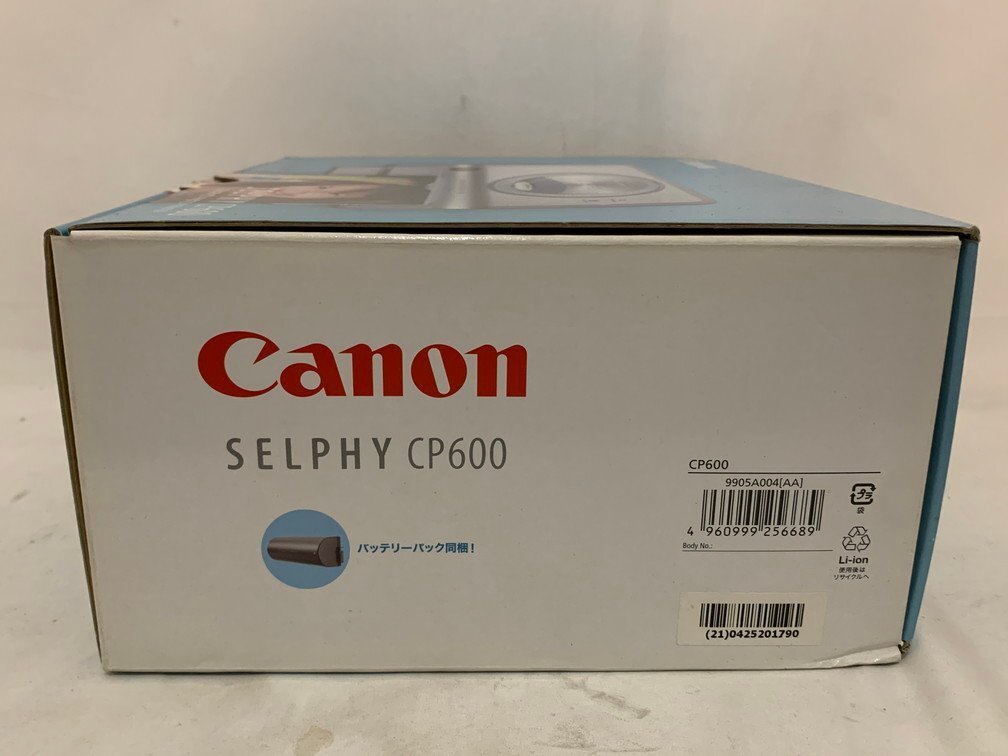 Canon
SELPHY CP600
バッテリーパック同梱！
CP600
9905A004[AA]
4 960999 256689
Body No.:
プラ
袋
Li-ion
使用後は
リサイクルへ
(21)0425201790